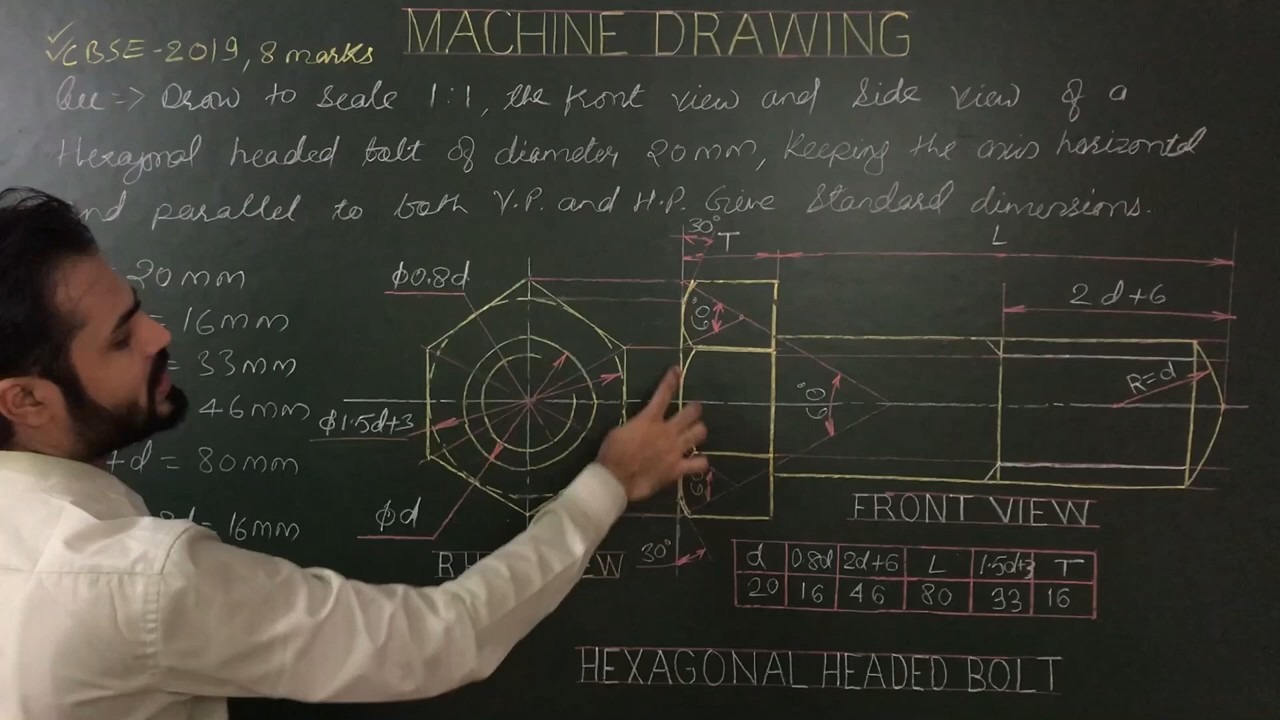 MACHINE DRAWING
CBSE-2019, 8 marks
Que => Draw to scale 1:1, the front view and side view of a
Hexagonal headed bolt of diameter 20mm, Keeping the axis horizontal
and parallel to both V.P. and H.P. Give Standard dimensions.
= 20mm
= 16mm
= 33mm
46mm
+d = 80mm
= 16mm
ϕ0.8d
ϕ1.5d+3
ϕd
30°
T
L
2d+6
60°
60°
R=d
60
30°
FRONT VIEW
d 0.8d 2d+6 L 1.5d+3 T
20 16 46 80 33 16
HEXAGONAL HEADED BOLT